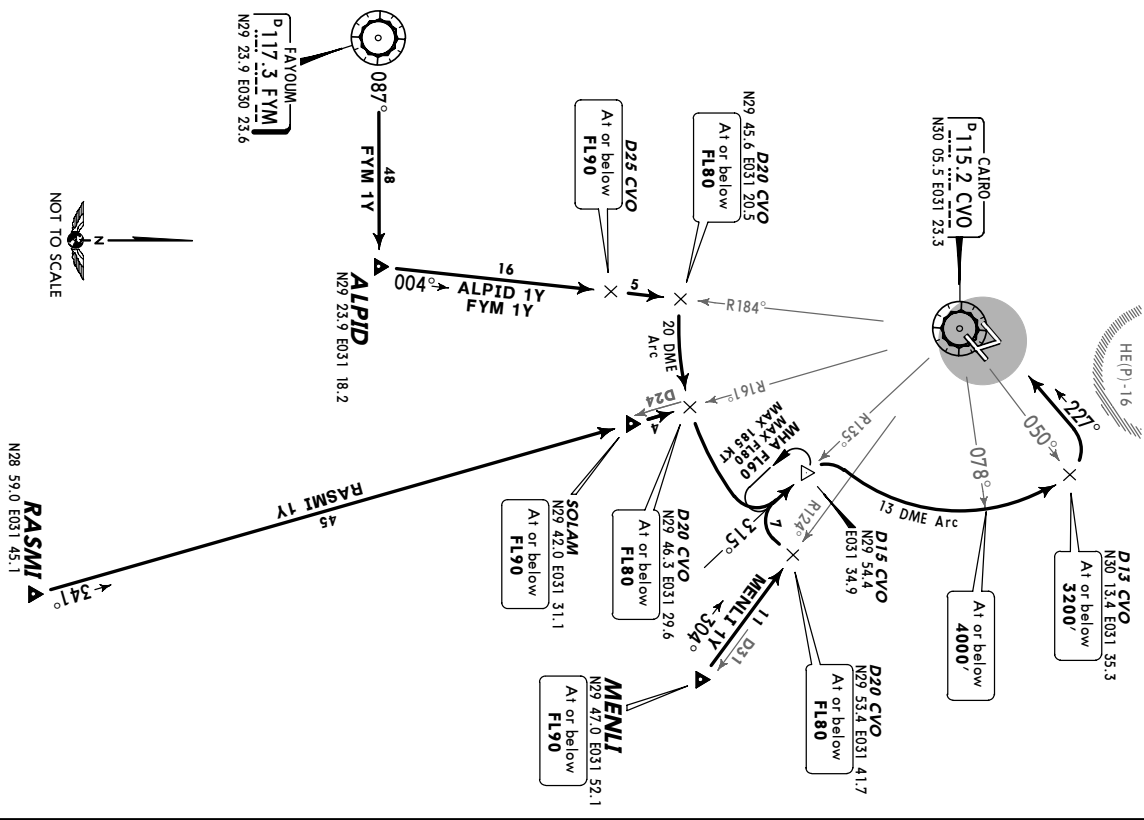 HE(P)-16
CAIRO
D 115.2 CVO
N30 05.5 E031 23.3
227°
050°
078°
D13 CVO
N30 13.4 E031 35.3
At or below
3200'
13 DME Arc
At or below
4000'
R184°
R161°
R135°
R124°
D20 CVO
N29 45.6 E031 20.5
At or below
FL80
D25 CVO
At or below
FL90
5
20 DME
Arc
16
ALPID 1Y
FYM 1Y
004°
ALPID
N29 23.9 E031 18.2
FAYOUM
D 117.3 FYM
N29 23.9 E030 23.6
087°
48
FYM 1Y
MHA FL60
MAX FL80
MAX 185 KT
315°
7
D15 CVO
N29 54.4
E031 34.9
D20 CVO
N29 53.4 E031 41.7
At or below
FL80
MENLI 1Y
11
304°
D31
MENLI
N29 47.0 E031 52.1
At or below
FL90
D20 CVO
N29 46.3 E031 29.6
At or below
FL80
D24
4
SOLAM
N29 42.0 E031 31.1
At or below
FL90
RASMI 1Y
45
341°
RASMI
N28 59.0 E031 45.1
N
NOT TO SCALE